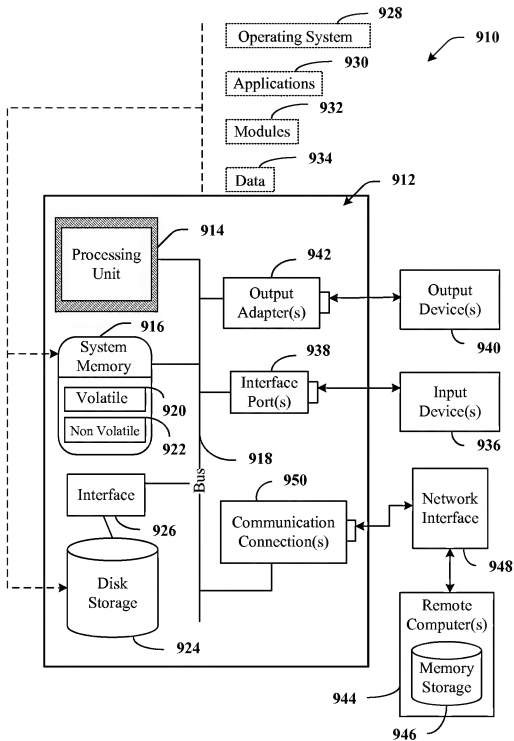 928
Operating System
910
930
Applications
932
Modules
934
Data
912
914
Processing
Unit
942
Output
Adapter(s)
Output
Device(s)
940
916
System
Memory
938
Interface
Port(s)
Input
Device(s)
936
Volatile
920
Non Volatile
922
918
Bus
950
Interface
926
Communication
Connection(s)
Network
Interface
948
Disk
Storage
924
Remote
Computer(s)
Memory
Storage
944
946